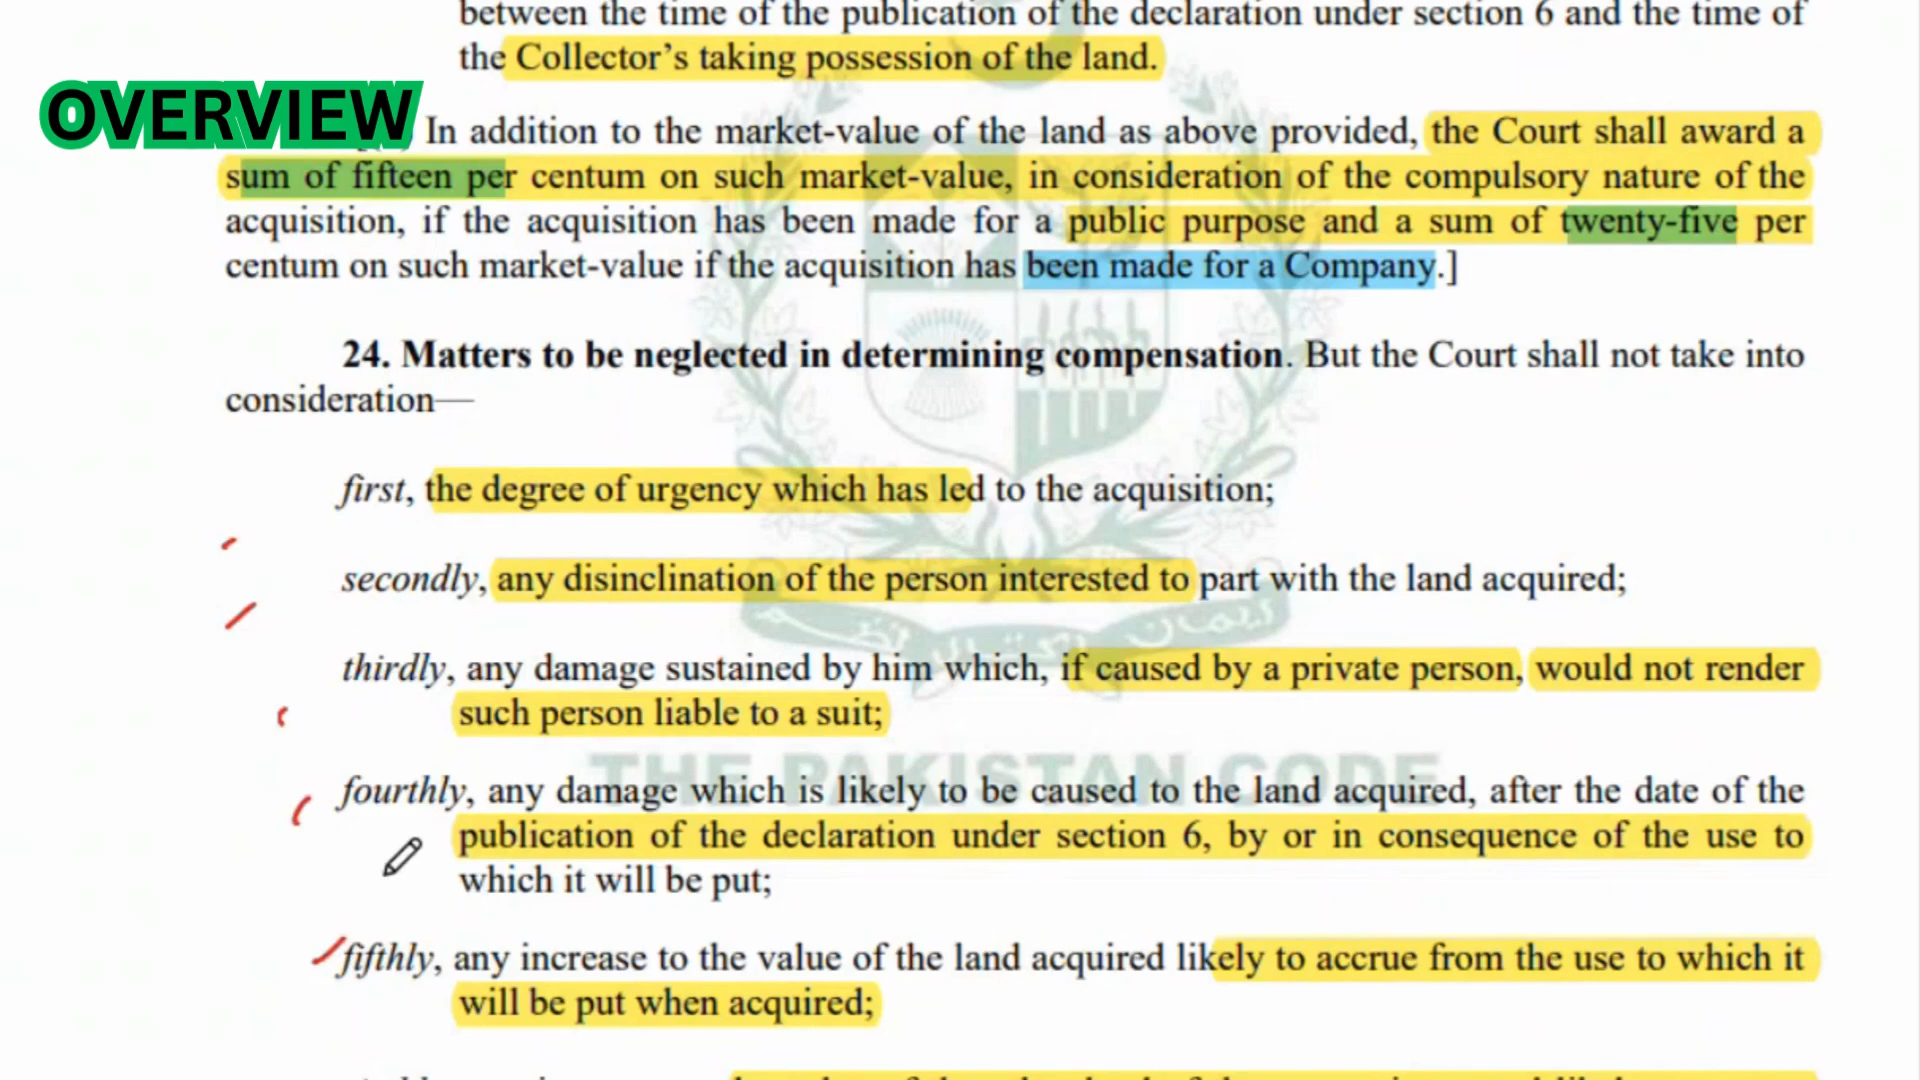 between the time of the publication of the declaration under section 6 and the time of
the Collector’s taking possession of the land.
OVERVIEW
In addition to the market-value of the land as above provided, the Court shall award a
sum of fifteen per centum on such market-value, in consideration of the compulsory nature of the
acquisition, if the acquisition has been made for a public purpose and a sum of twenty-five per
centum on such market-value if the acquisition has been made for a Company.]
24. Matters to be neglected in determining compensation. But the Court shall not take into
consideration—
first, the degree of urgency which has led to the acquisition;
secondly, any disinclination of the person interested to part with the land acquired;
thirdly, any damage sustained by him which, if caused by a private person, would not render
such person liable to a suit;
THE PAKISTAN CODE
fourthly, any damage which is likely to be caused to the land acquired, after the date of the
publication of the declaration under section 6, by or in consequence of the use to
which it will be put;
fifthly, any increase to the value of the land acquired likely to accrue from the use to which it
will be put when acquired;